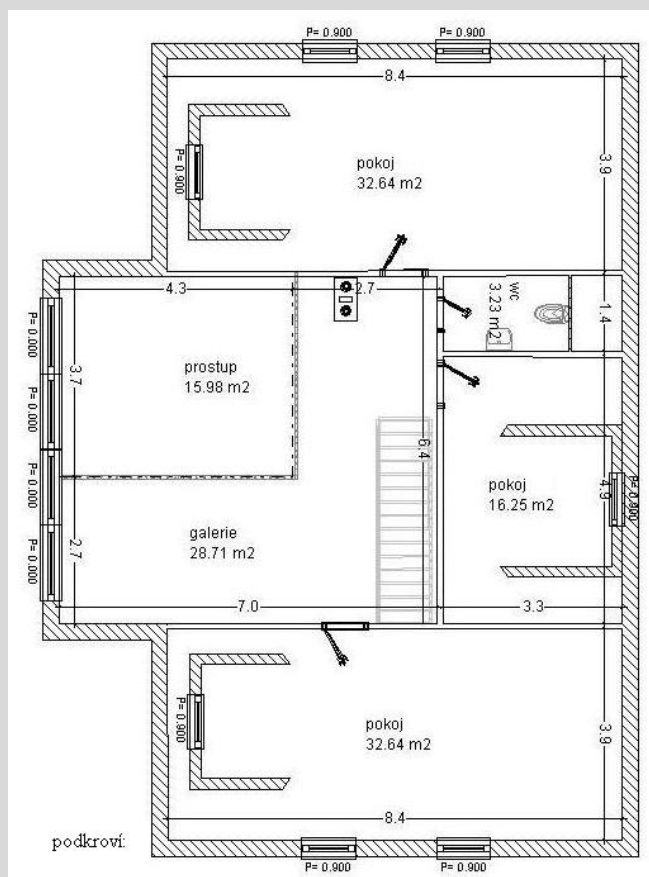 P= 0.900
P= 0.900
8.4
P= 0.900
pokoj
32.64 m2
3.9
4.3
2.7
wc
3.23 m2
1.4
P= 0.000
P= 0.000
P= 0.000
P= 0.000
3.7
prostup
15.98 m2
6.4
pokoj
16.25 m2
4.9
P= 0.900
galerie
28.71 m2
2.7
7.0
3.3
P= 0.900
pokoj
32.64 m2
3.9
8.4
podkroví:
P= 0.900
P= 0.900